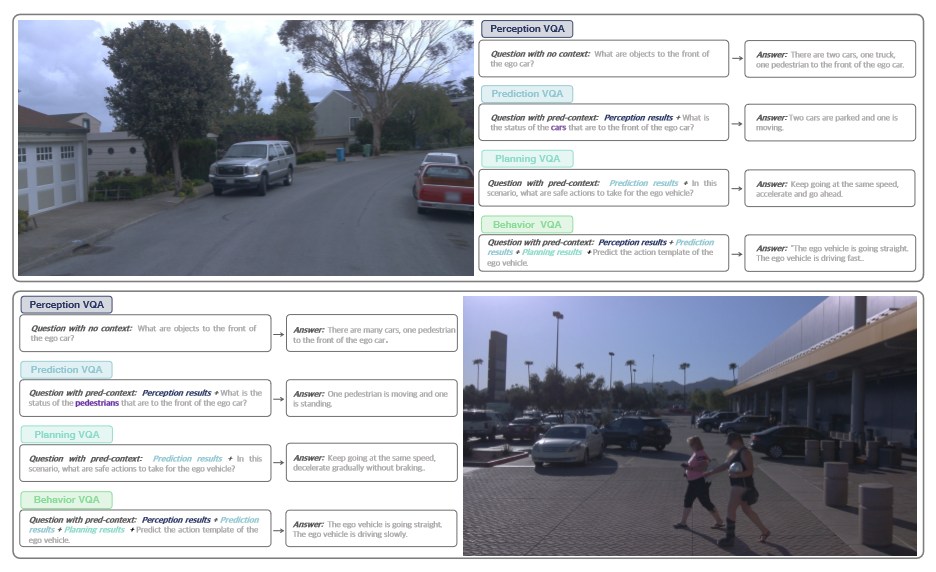 Perception VQA
Question with no context: What are objects to the front of
the ego car?
Answer: There are two cars, one truck,
one pedestrian to the front of the ego car.
Prediction VQA
Question with pred-context: Perception results + What is
the status of the cars that are to the front of the ego car?
Answer: Two cars are parked and one is
moving.
Planning VQA
Question with pred-context: Prediction results + In this
scenario, what are safe actions to take for the ego vehicle?
Answer: Keep going at the same speed,
accelerate and go ahead.
Behavior VQA
Question with pred-context: Perception results + Prediction
results + Planning results + Predict the action template of the
ego vehicle.
Answer: "The ego vehicle is going straight.
The ego vehicle is driving fast..
Perception VQA
Question with no context: What are objects to the front of
the ego car?
Answer: There are many cars, one pedestrian
to the front of the ego car.
Prediction VQA
Question with pred-context: Perception results + What is the
status of the pedestrians that are to the front of the ego car?
Answer: One pedestrian is moving and one
is standing.
Planning VQA
Question with pred-context: Prediction results + In this
scenario, what are safe actions to take for the ego vehicle?
Answer: Keep going at the same speed,
decelerate gradually without braking..
Behavior VQA
Question with pred-context: Perception results + Prediction
results + Planning results + Predict the action template of the
ego vehicle.
Answer: The ego vehicle is going straight.
The ego vehicle is driving slowly.